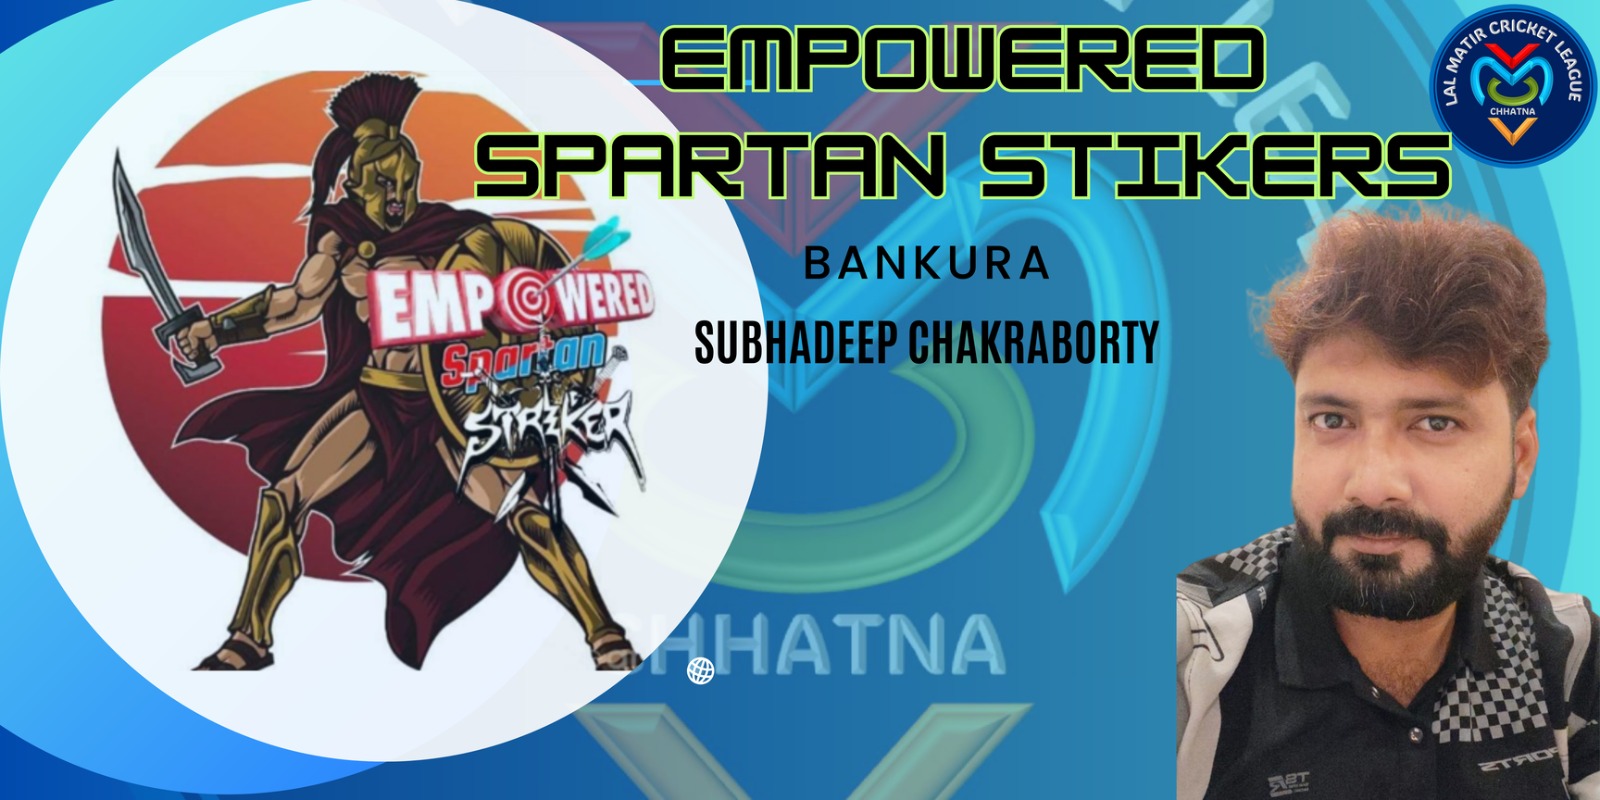 EMPOWERED
SPARTAN STIKERS
LAL MATIR CRICKET LEAGUE
CHHATNA
BANKURA
SUBHADEEP CHAKRABORTY
EMPOWERED
Spartan
STRIKER
CHHATNA